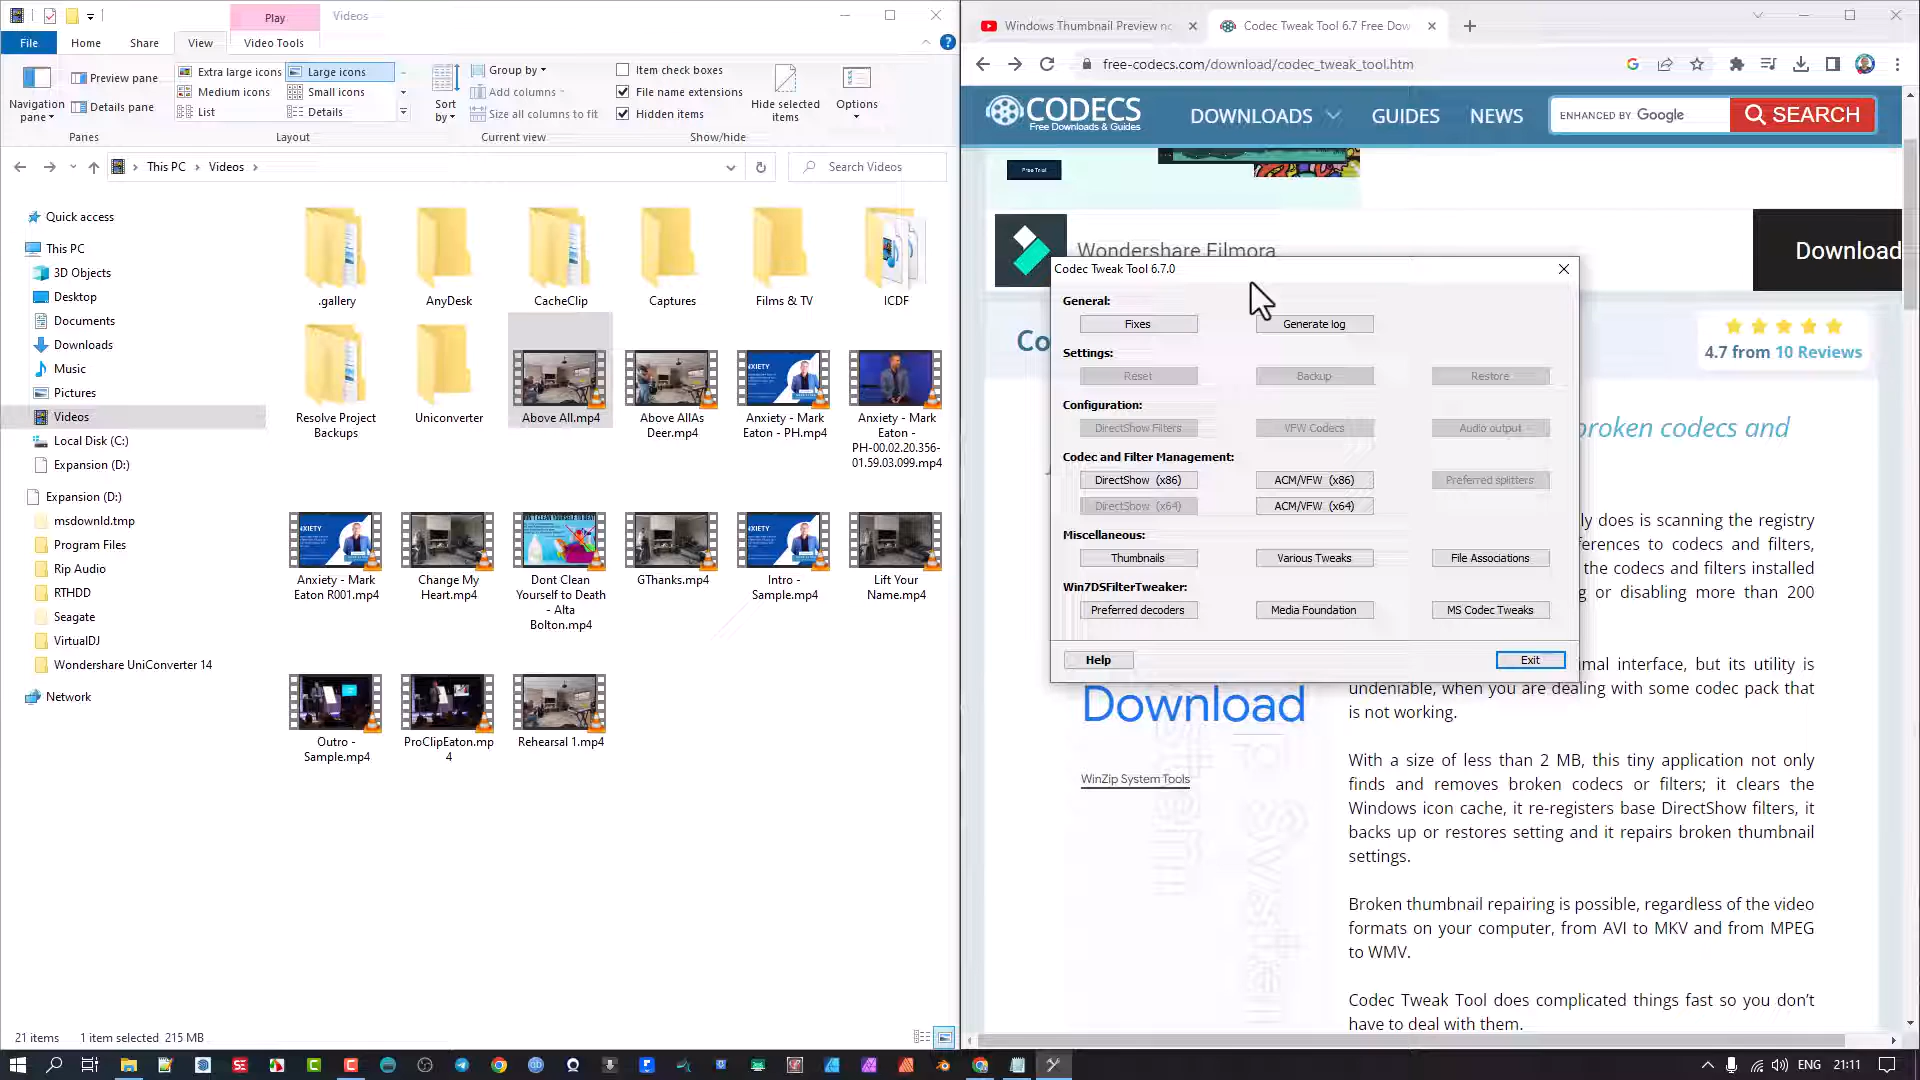 Play
Videos
File
Home
Share
View
Video Tools
Navigation
pane
Preview pane
Details pane
Panes
Extra large icons
Large icons
Medium icons
Small icons
List
Details
Layout
Sort
by
Group by
Add columns
Size all columns to fit
Current view
Item check boxes
File name extensions
Hidden items
Hide selected
items
Show/hide
Options
This PC
Videos
Search Videos
Quick access
This PC
3D Objects
Desktop
Documents
Downloads
Music
Pictures
Videos
Local Disk (C:)
Expansion (D:)
Expansion (D:)
msdownld.tmp
Program Files
Rip Audio
RTHDD
Seagate
VirtualDJ
Wondershare UniConverter 14
Network
.gallery
AnyDesk
CacheClip
Captures
Films & TV
ICDF
Resolve Project
Backups
Uniconverter
Above All.mp4
Above AllAs
Deer.mp4
Anxiety - Mark
Eaton - PH.mp4
Anxiety - Mark
Eaton -
PH-00.02.20.356-
01.59.03.099.mp4
Anxiety - Mark
Eaton R001.mp4
Change My
Heart.mp4
Dont Clean
Yourself to Death
- Alta
Bolton.mp4
GThanks.mp4
Intro -
Sample.mp4
Lift Your
Name.mp4
Outro -
Sample.mp4
ProClipEaton.mp
4
Rehearsal 1.mp4
21 items
1 item selected 215 MB
Windows Thumbnail Preview no
Codec Tweak Tool 6.7 Free Dow
free-codecs.com/download/codec_tweak_tool.htm
CODECS
Free Downloads & Guides
DOWNLOADS
GUIDES
NEWS
ENHANCED BY Google
SEARCH
Free Trial
Wondershare Filmora
Download
Co
4.7 from 10 Reviews
Codec Tweak Tool 6.7.0
General:
Fixes
Generate log
Settings:
Reset
Backup
Restore
Configuration:
DirectShow Filters
VFW Codecs
Audio output
Codec and Filter Management:
DirectShow (x86)
ACM/VFW (x86)
Preferred splitters
DirectShow (x64)
ACM/VFW (x64)
Miscellaneous:
Thumbnails
Various Tweaks
File Associations
Win7DSFilterTweaker:
Preferred decoders
Media Foundation
MS Codec Tweaks
Help
Exit
broken codecs and
ly does is scanning the registry
ferences to codecs and filters,
the codecs and filters installed
g or disabling more than 200
mal interface, but its utility is
undeniable, when you are dealing with some codec pack that
is not working.
Download
WinZip System Tools
With a size of less than 2 MB, this tiny application not only
finds and removes broken codecs or filters; it clears the
Windows icon cache, it re-registers base DirectShow filters, it
backs up or restores setting and it repairs broken thumbnail
settings.
Broken thumbnail repairing is possible, regardless of the video
formats on your computer, from AVI to MKV and from MPEG
to WMV.
Codec Tweak Tool does complicated things fast so you don't
have to deal with them.
ENG
21:11